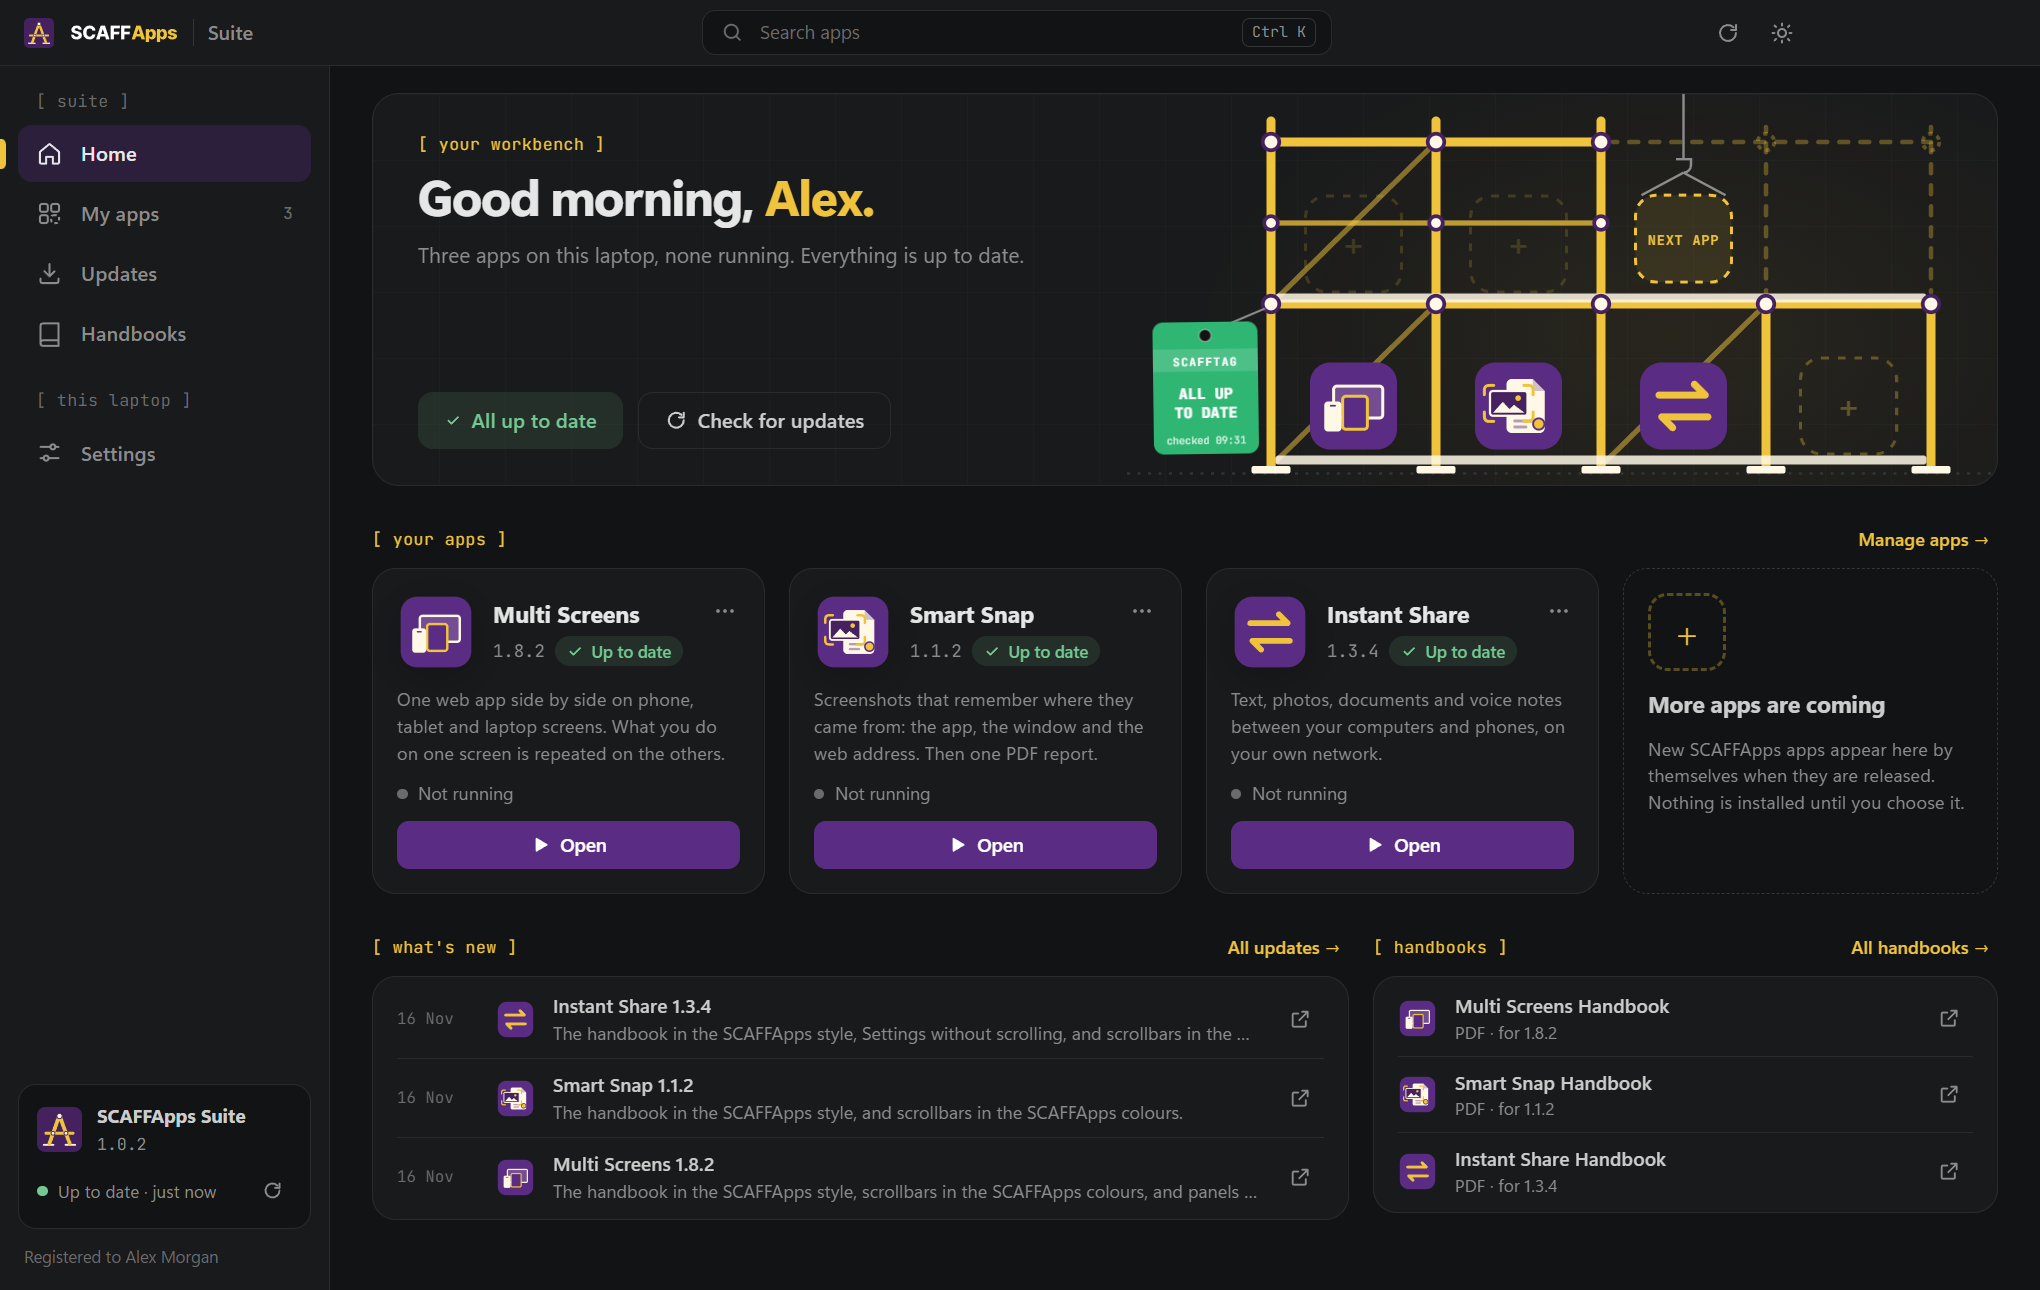 SCAFFApps Suite
Search apps
Ctrl K
[ suite ]
Home
My apps 3
Updates
Handbooks
[ this laptop ]
Settings
SCAFFApps Suite
1.0.2
Up to date · just now
Registered to Alex Morgan
[ your workbench ]
Good morning, Alex.
Three apps on this laptop, none running. Everything is up to date.
All up to date
Check for updates
NEXT APP
SCAFFTAG
ALL UP
TO DATE
checked 09:31
[ your apps ]
Manage apps →
Multi Screens
1.8.2 Up to date
One web app side by side on phone,
tablet and laptop screens. What you do
on one screen is repeated on the others.
Not running
Open
Smart Snap
1.1.2 Up to date
Screenshots that remember where they
came from: the app, the window and the
web address. Then one PDF report.
Not running
Open
Instant Share
1.3.4 Up to date
Text, photos, documents and voice notes
between your computers and phones, on
your own network.
Not running
Open
More apps are coming
New SCAFFApps apps appear here by
themselves when they are released.
Nothing is installed until you choose it.
[ what's new ]
All updates →
16 Nov
Instant Share 1.3.4
The handbook in the SCAFFApps style, Settings without scrolling, and scrollbars in the ...
16 Nov
Smart Snap 1.1.2
The handbook in the SCAFFApps style, and scrollbars in the SCAFFApps colours.
16 Nov
Multi Screens 1.8.2
The handbook in the SCAFFApps style, scrollbars in the SCAFFApps colours, and panels ...
[ handbooks ]
All handbooks →
Multi Screens Handbook
PDF · for 1.8.2
Smart Snap Handbook
PDF · for 1.1.2
Instant Share Handbook
PDF · for 1.3.4